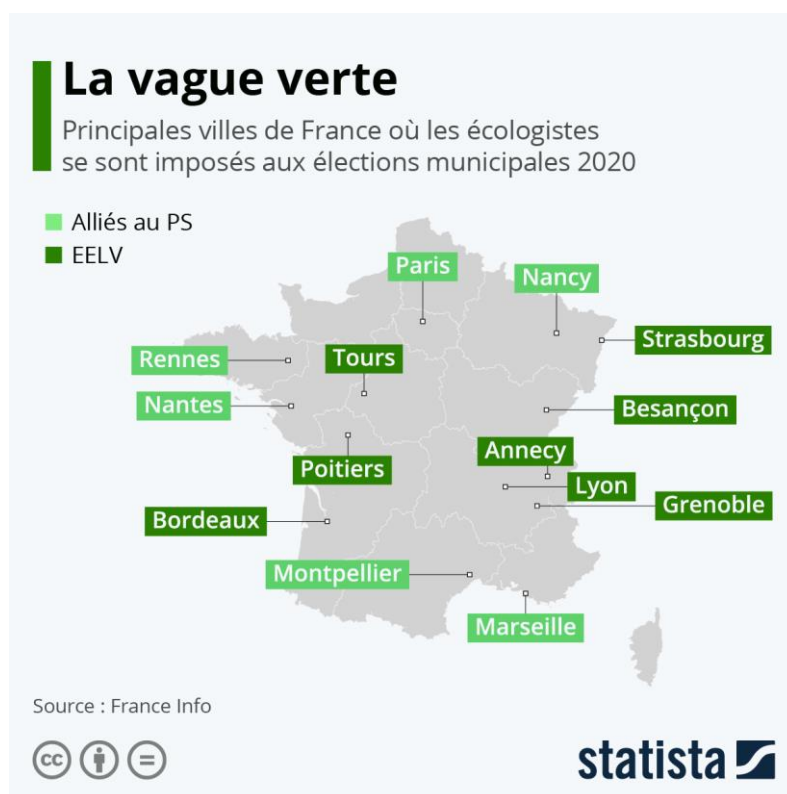 La vague verte
Principales villes de France où les écologistes
se sont imposés aux élections municipales 2020
Alliés au PS
EELV
Paris
Nancy
Strasbourg
Rennes
Tours
Nantes
Besançon
Annecy
Poitiers
Lyon
Grenoble
Bordeaux
Montpellier
Marseille
Source : France Info
cc
statista